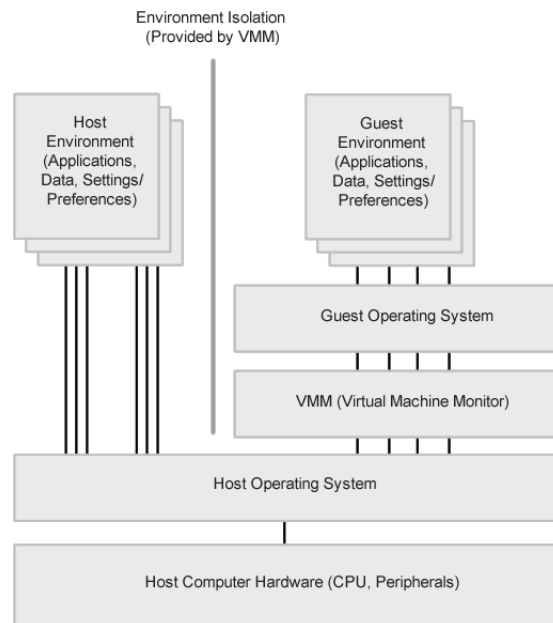 Environment Isolation
(Provided by VMM)
Host
Environment
(Applications,
Data, Settings/
Preferences)
Guest
Environment
(Applications,
Data, Settings/
Preferences)
Guest Operating System
VMM (Virtual Machine Monitor)
Host Operating System
Host Computer Hardware (CPU, Peripherals)